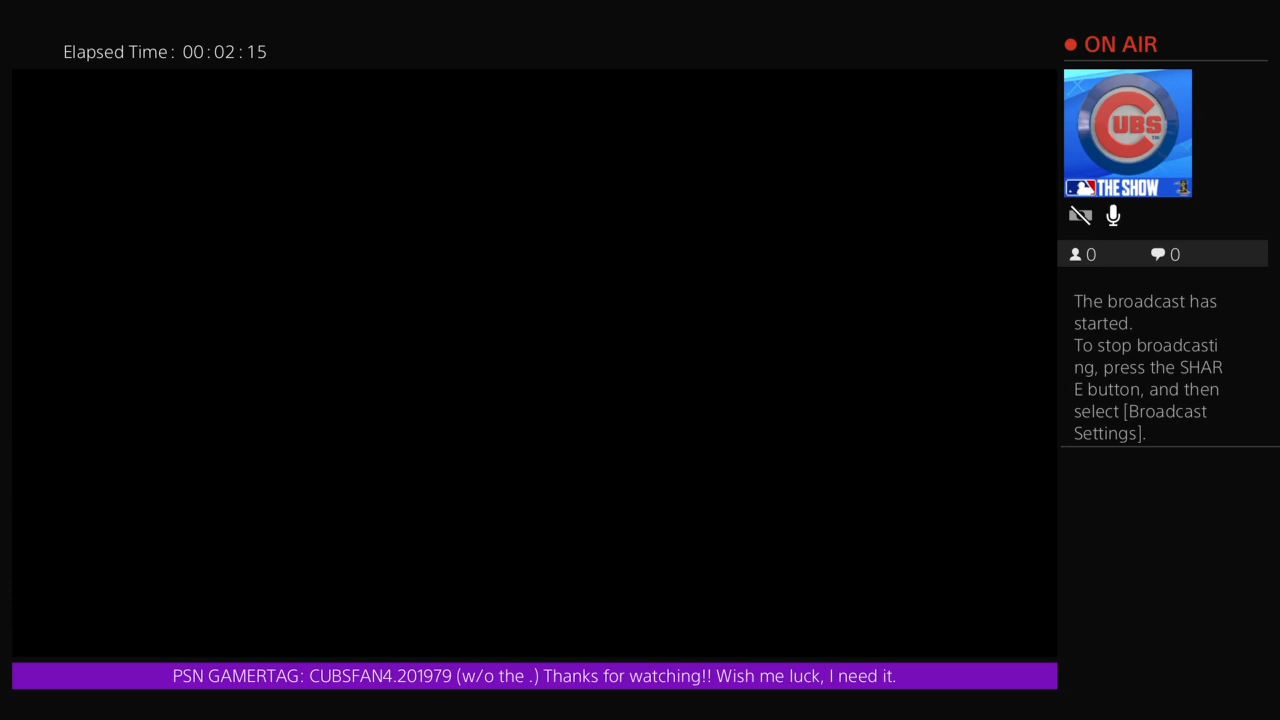 Elapsed Time: 00:02:15
ON AIR
CUBS
TM
THE SHOW
0 0
The broadcast has
started.
To stop broadcasti
ng, press the SHAR
E button, and then
select [Broadcast
Settings].
PSN GAMERTAG: CUBSFAN4.201979 (w/o the .) Thanks for watching!! Wish me luck, I need it.